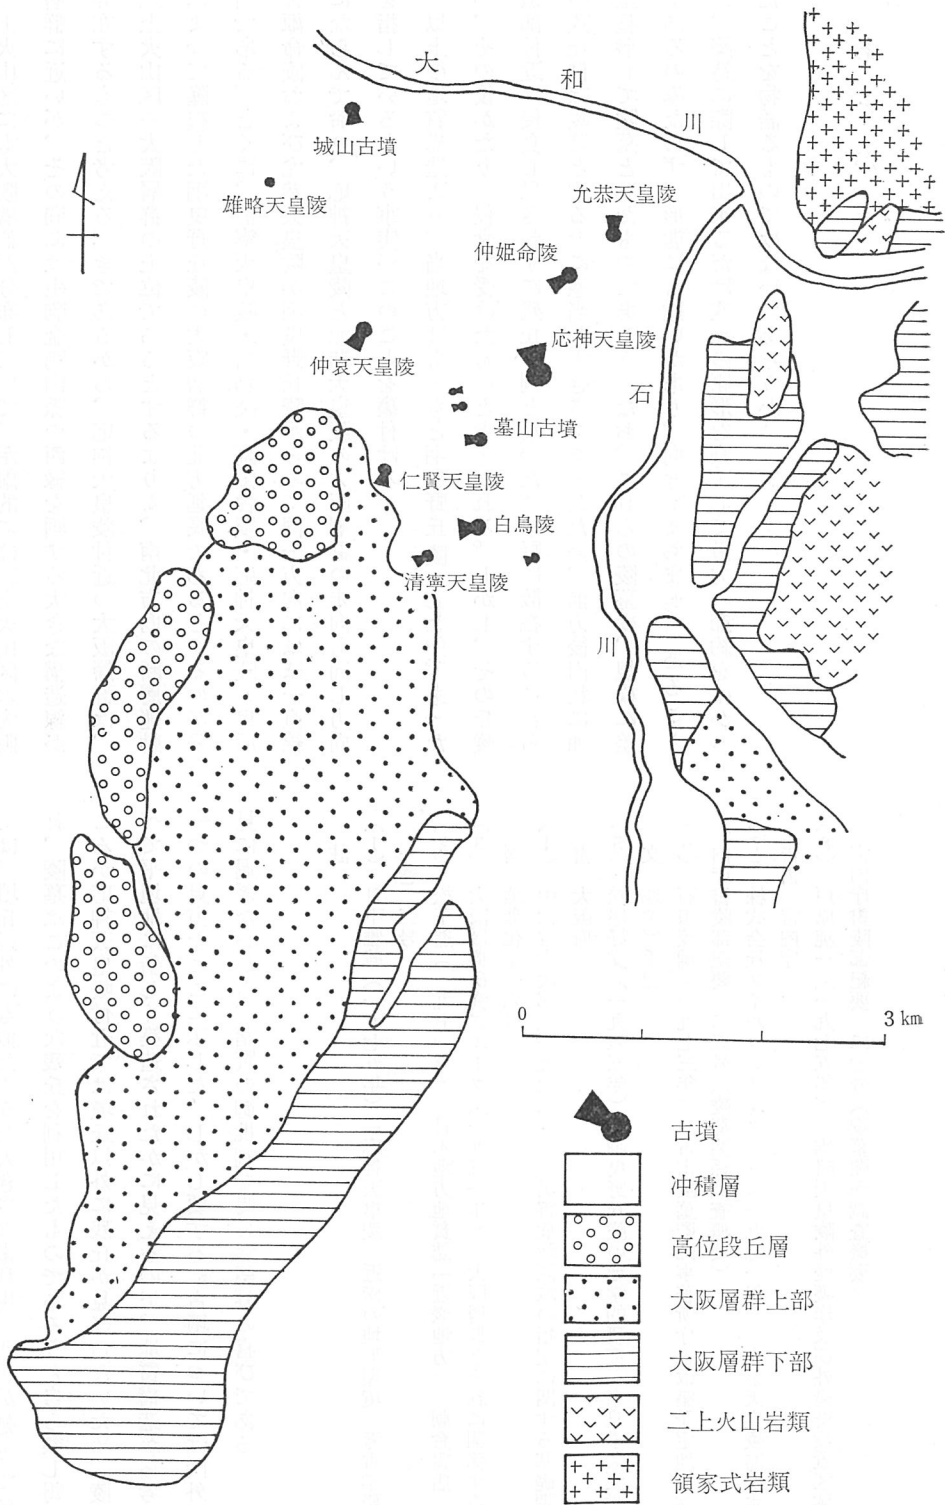 大和川
城山古墳
雄略天皇陵
允恭天皇陵
仲姫命陵
応神天皇陵
仲哀天皇陵
石川
墓山古墳
仁賢天皇陵
白鳥陵
清寧天皇陵
0 3 km
古墳
冲積層
高位段丘層
大阪層群上部
大阪層群下部
二上火山岩類
領家式岩類